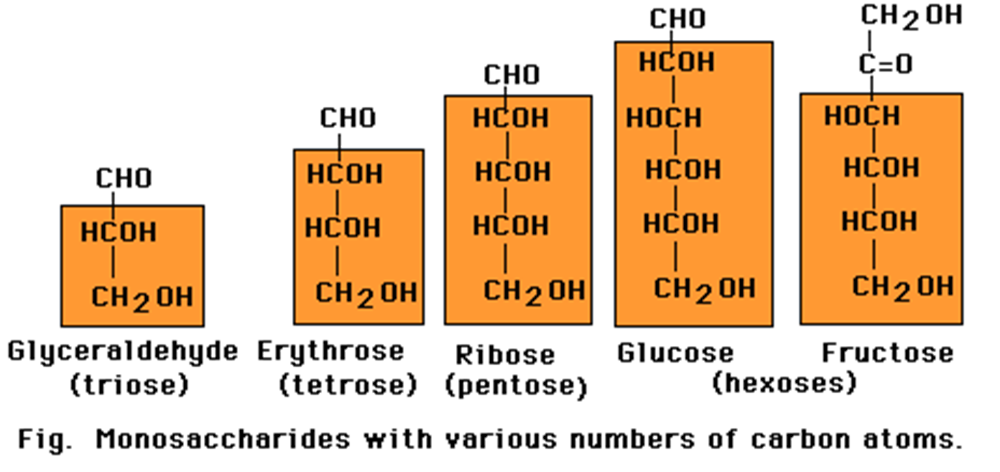 CHO
HCOH
CH2OH
Glyceraldehyde
(triose)
CHO
HCOH
HCOH
CH2OH
Erythrose
(tetrose)
CHO
HCOH
HCOH
HCOH
CH2OH
Ribose
(pentose)
CHO
HCOH
HOCH
HCOH
HCOH
CH2OH
Glucose
CH2OH
C=O
HOCH
HCOH
HCOH
CH2OH
Fructose
(hexoses)
Fig. Monosaccharides with various numbers of carbon atoms.